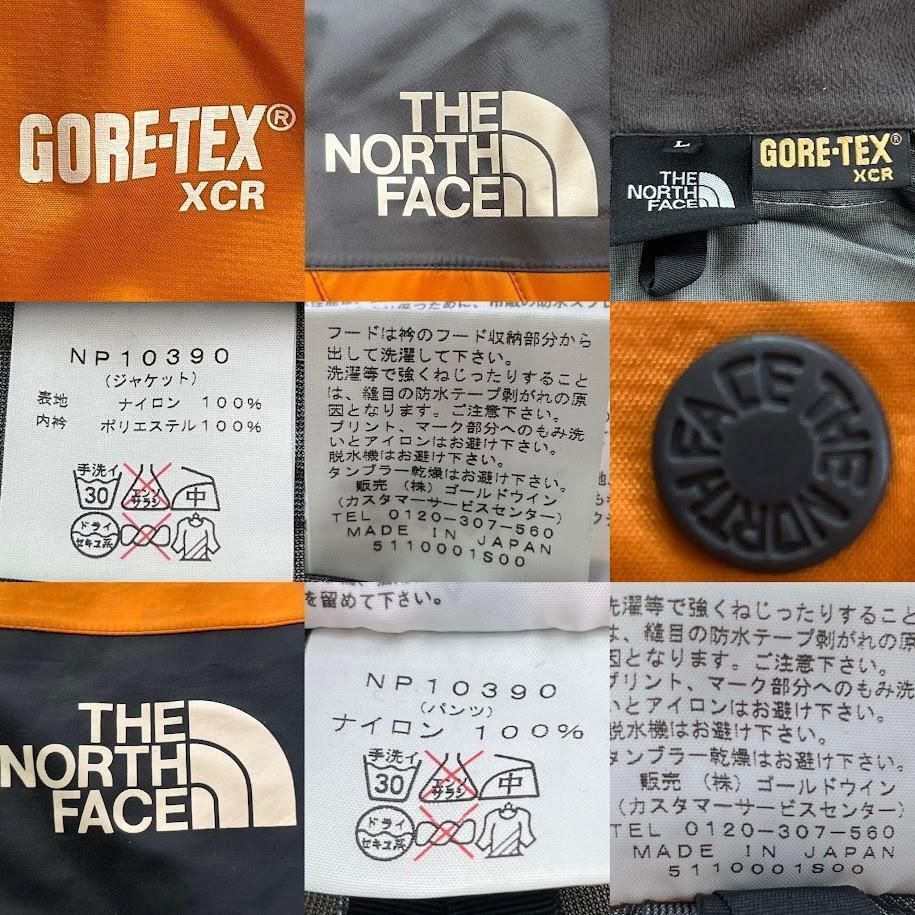 GORE-TEX®
XCR
THE
NORTH
FACE
L
THE
NORTH
FACE
GORE-TEX®
XCR
NP10390
(ジャケット)
表地 ナイロン 100%
内衿 ポリエステル100%
手洗イ
30
エンソ
サラシ
中
ドライ
セキユ系
フードは衿のフード収納部分から
出して洗濯して下さい。
洗濯等で強くねじったりすること
は、縫目の防水テープ剥がれの原
因となります。ご注意下さい。
プリント、マーク部分へのもみ洗
いとアイロンはお避け下さい。
脱水機はお避け下さい。
タンブラー乾燥はお避け下さい。
販売 (株)ゴールドウイン
(カスタマーサービスセンター)
TEL 0120-307-560
MADE IN JAPAN
5110001S00
THE NORTH FACE
THE
NORTH
FACE
を留めて下さい。
NP10390
(パンツ)
ナイロン 100%
手洗イ
30
エンソ
サラシ
中
ドライ
セキユ系
先濯等で強くねじったりすること
は、縫目の防水テープ剥がれの原
因となります。ご注意下さい。
プリント、マーク部分へのもみ洗
いとアイロンはお避け下さい。
脱水機はお避け下さい。
タンブラー乾燥はお避け下さい。
販売 (株)ゴールドウイン
(カスタマーサービスセンター)
TEL 0120-307-560
MADE IN JAPAN
5110001S00